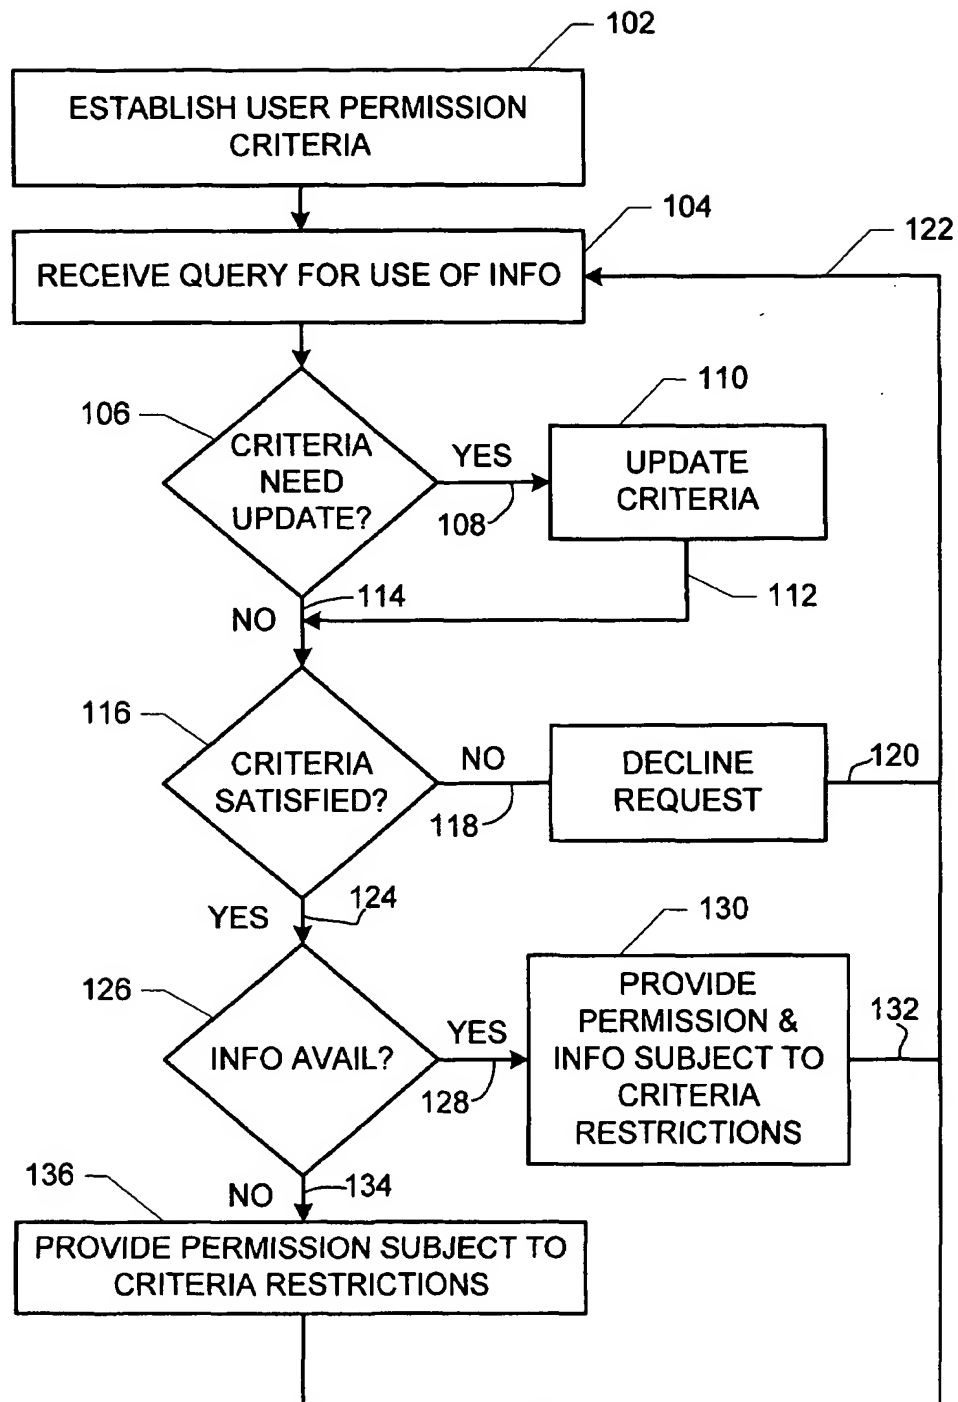 102
ESTABLISH USER PERMISSION
CRITERIA
104
122
RECEIVE QUERY FOR USE OF INFO
106
CRITERIA
NEED
UPDATE?
YES
108
110
UPDATE
CRITERIA
112
114
NO
116
CRITERIA
SATISFIED?
NO
118
DECLINE
REQUEST
120
YES
124
126
INFO AVAIL?
YES
128
130
PROVIDE
PERMISSION &
INFO SUBJECT TO
CRITERIA
RESTRICTIONS
132
NO
134
136
PROVIDE PERMISSION SUBJECT TO
CRITERIA RESTRICTIONS